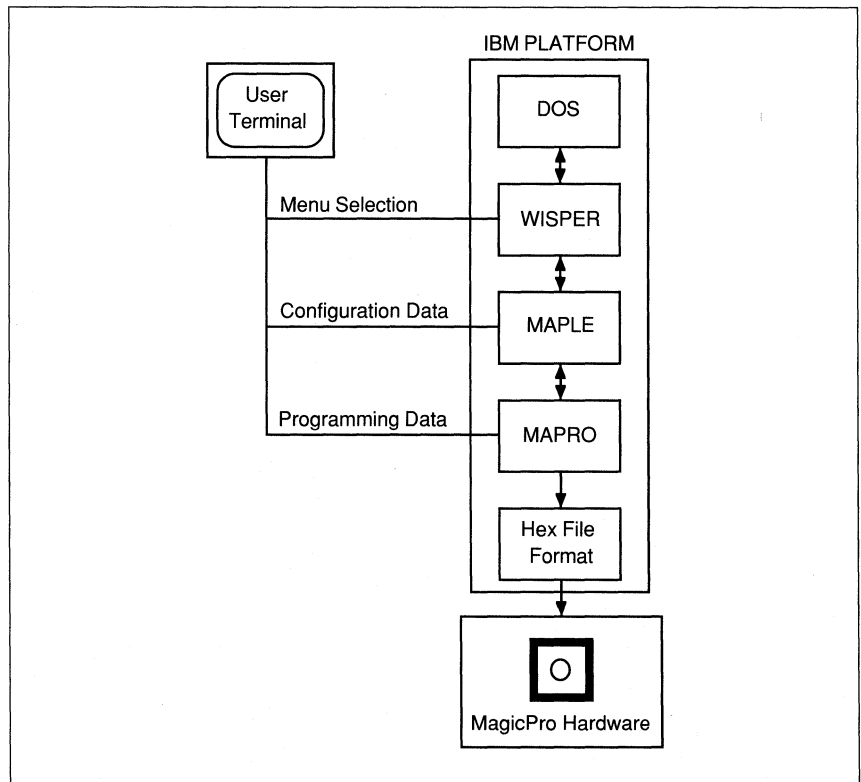 IBM PLATFORM
User
Terminal
DOS
Menu Selection
WISPER
Configuration Data
MAPLE
Programming Data
MAPRO
Hex File
Format
MagicPro Hardware